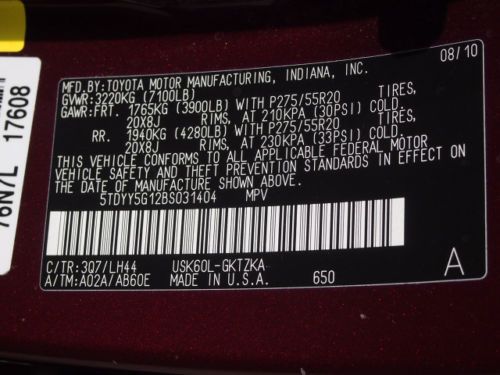 76N7L 17608
MFD.BY:TOYOTA MOTOR MANUFACTURING, INDIANA, INC. 08/10
GVWR:3220KG (7100LB)
GAWR:FRT. 1765KG (3900LB) WITH P275/55R20 TIRES,
20X8J RIMS, AT 210KPA (30PSI) COLD.
RR. 1940KG (4280LB) WITH P275/55R20 TIRES,
20X8J RIMS, AT 230KPA (33PSI) COLD.
THIS VEHICLE CONFORMS TO ALL APPLICABLE FEDERAL MOTOR
VEHICLE SAFETY AND THEFT PREVENTION STANDARDS IN EFFECT ON
THE DATE OF MANUFACTURE SHOWN ABOVE.
5TDYY5G12BS031404 MPV
C/TR:3Q7/LH44 USK60L-GKTZKA
A/TM:A02A/AB60E MADE IN U.S.A. 650 A